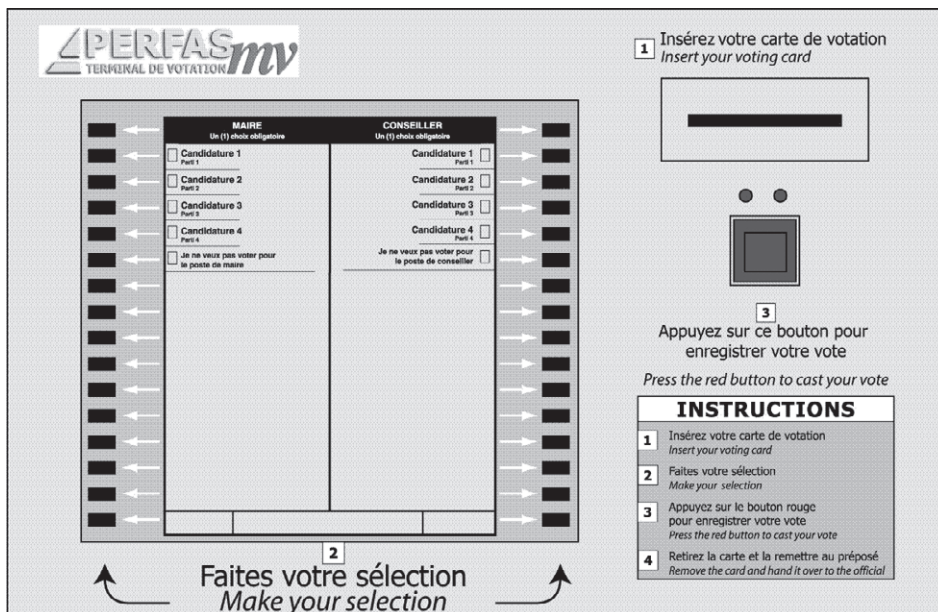 PERFAS mv
TERMINAL DE VOTATION
1 Insérez votre carte de votation
Insert your voting card
MAIRE
Un (1) choix obligatoire
Candidature 1
Parti 1
Candidature 2
Parti 2
Candidature 3
Parti 3
Candidature 4
Parti 4
Je ne veux pas voter pour
le poste de maire
CONSEILLER
Un (1) choix obligatoire
Candidature 1
Parti 1
Candidature 2
Parti 2
Candidature 3
Parti 3
Candidature 4
Parti 4
Je ne veux pas voter pour
le poste de conseiller
2
Faites votre sélection
Make your selection
3
Appuyez sur ce bouton pour
enregistrer votre vote
Press the red button to cast your vote
INSTRUCTIONS
1 Insérez votre carte de votation
Insert your voting card
2 Faites votre sélection
Make your selection
3 Appuyez sur le bouton rouge
pour enregistrer votre vote
Press the red button to cast your vote
4 Retirez la carte et la remettre au préposé
Remove the card and hand it over to the official